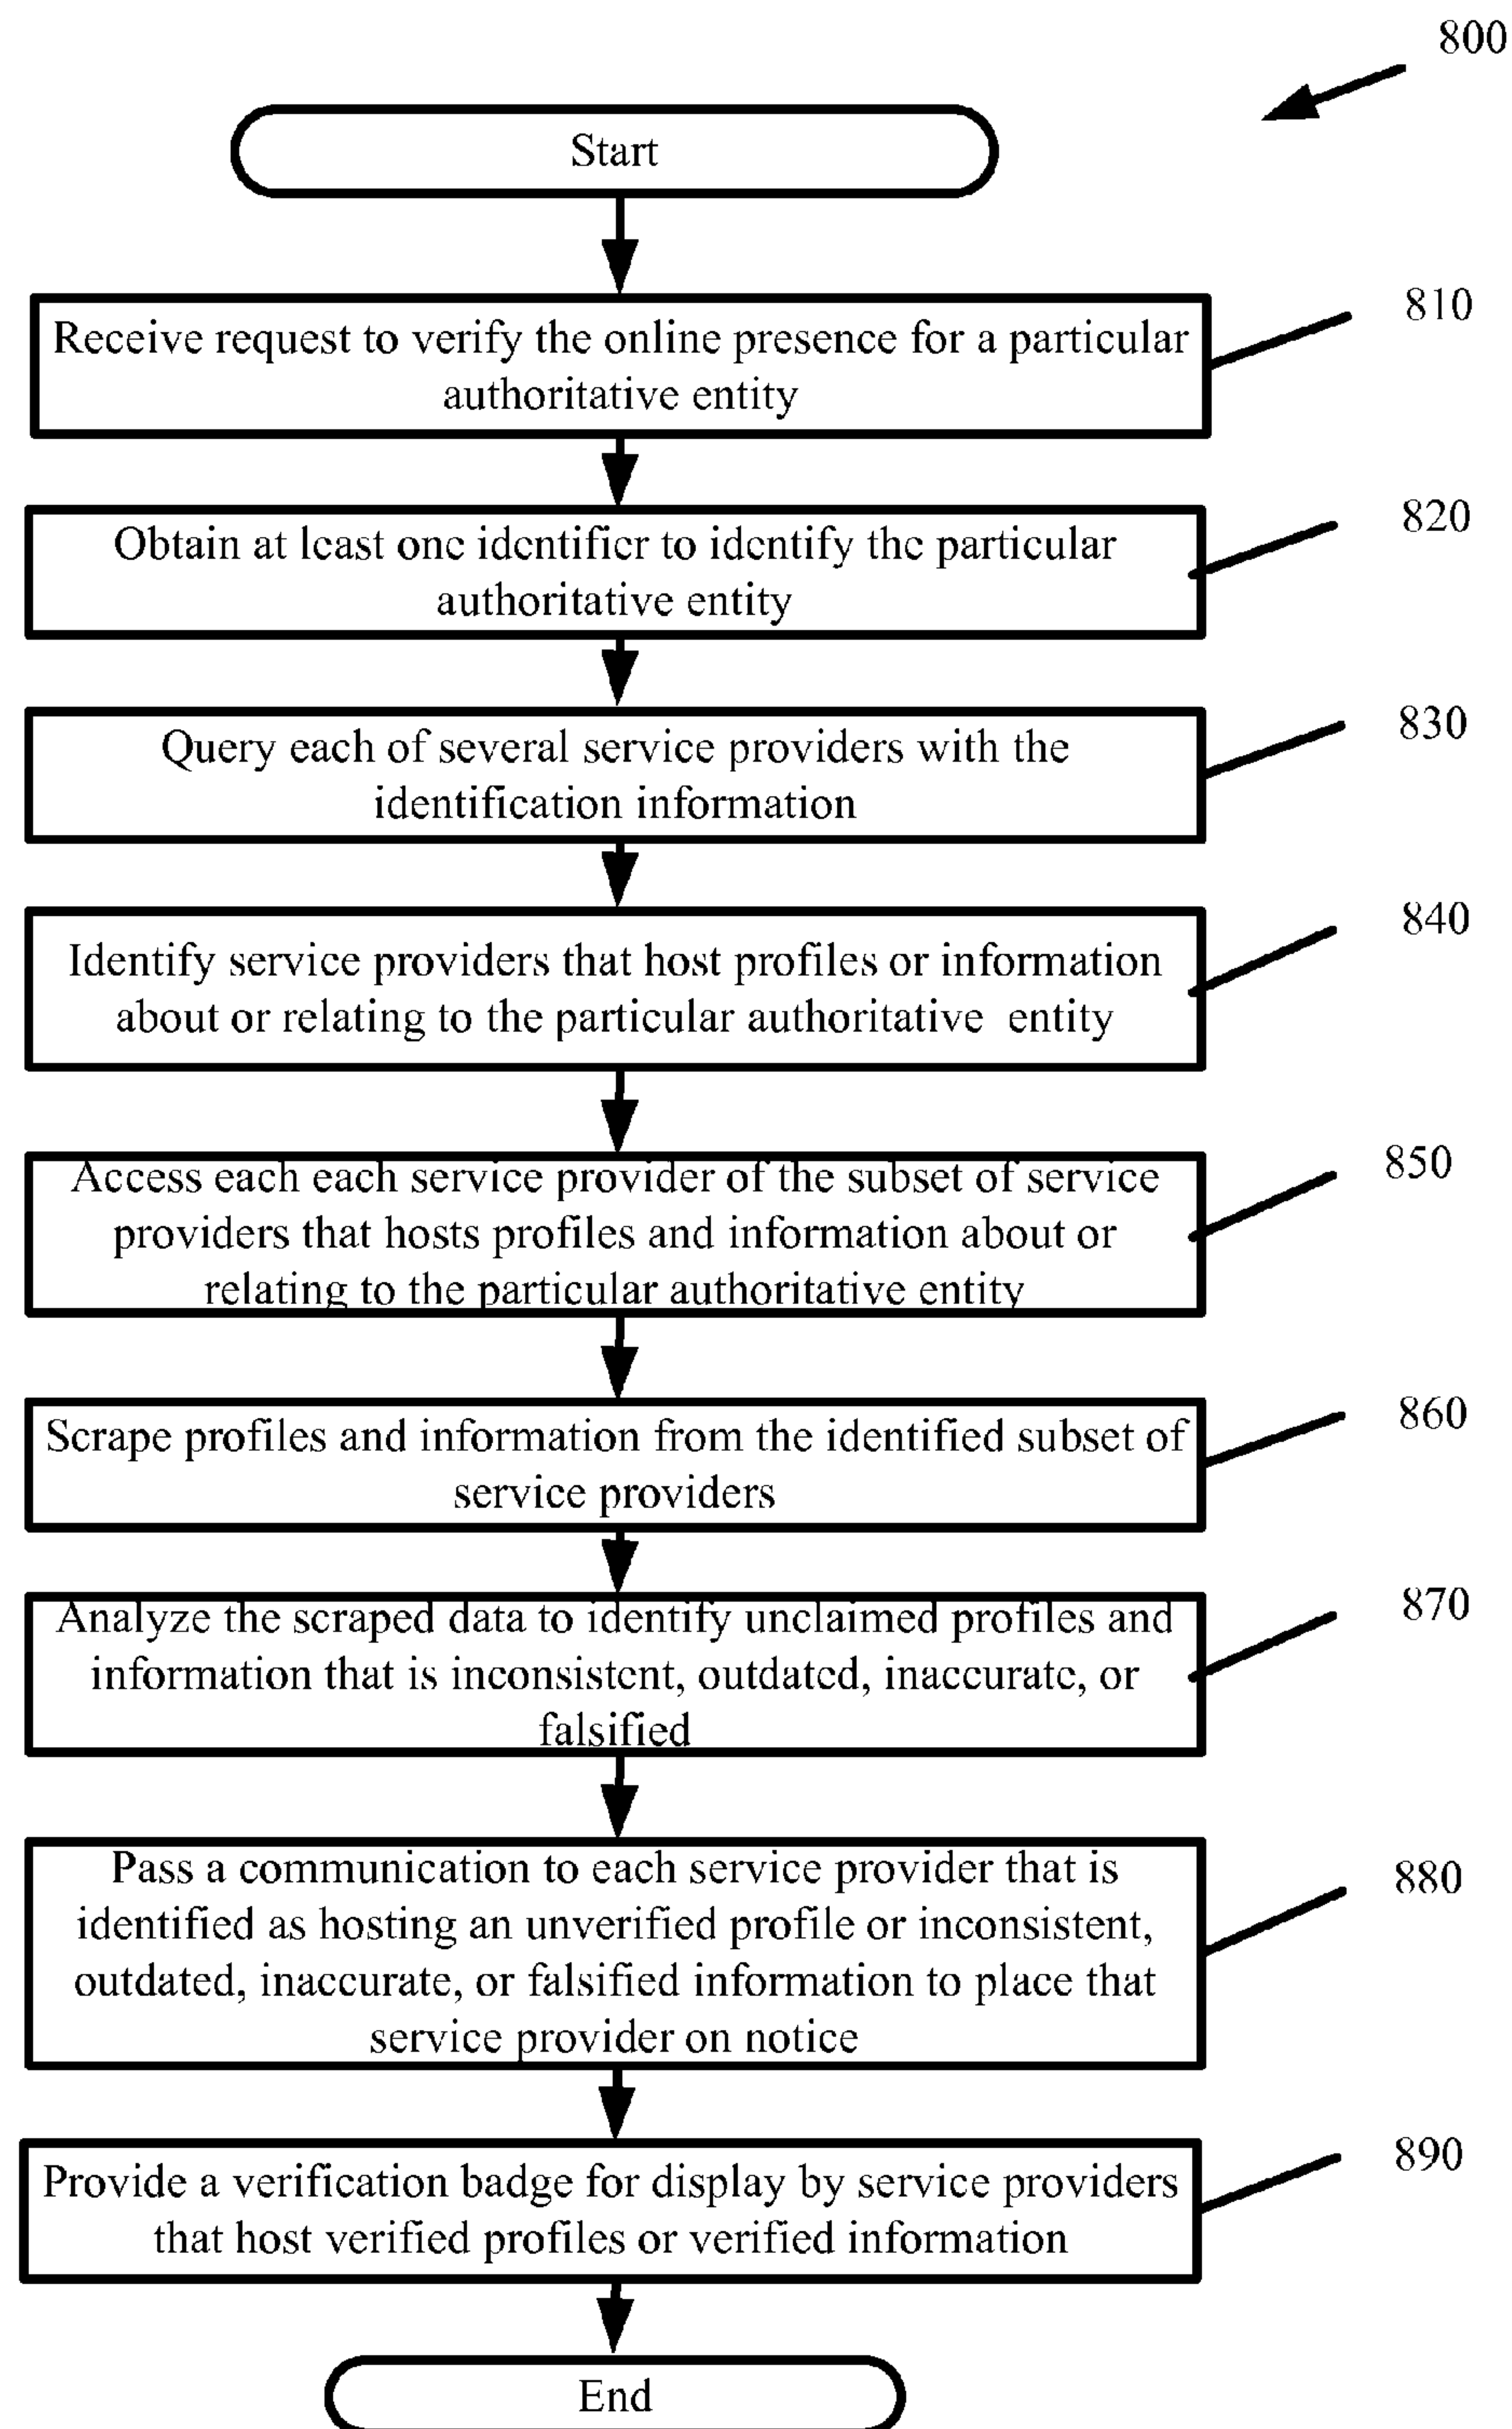 800
Start
810
Receive request to verify the online presence for a particular
authoritative entity
820
Obtain at least one identifier to identify the particular
authoritative entity
830
Query each of several service providers with the
identification information
840
Identify service providers that host profiles or information
about or relating to the particular authoritative entity
850
Access each each service provider of the subset of service
providers that hosts profiles and information about or
relating to the particular authoritative entity
860
Scrape profiles and information from the identified subset of
service providers
870
Analyze the scraped data to identify unclaimed profiles and
information that is inconsistent, outdated, inaccurate, or
falsified
880
Pass a communication to each service provider that is
identified as hosting an unverified profile or inconsistent,
outdated, inaccurate, or falsified information to place that
service provider on notice
890
Provide a verification badge for display by service providers
that host verified profiles or verified information
End